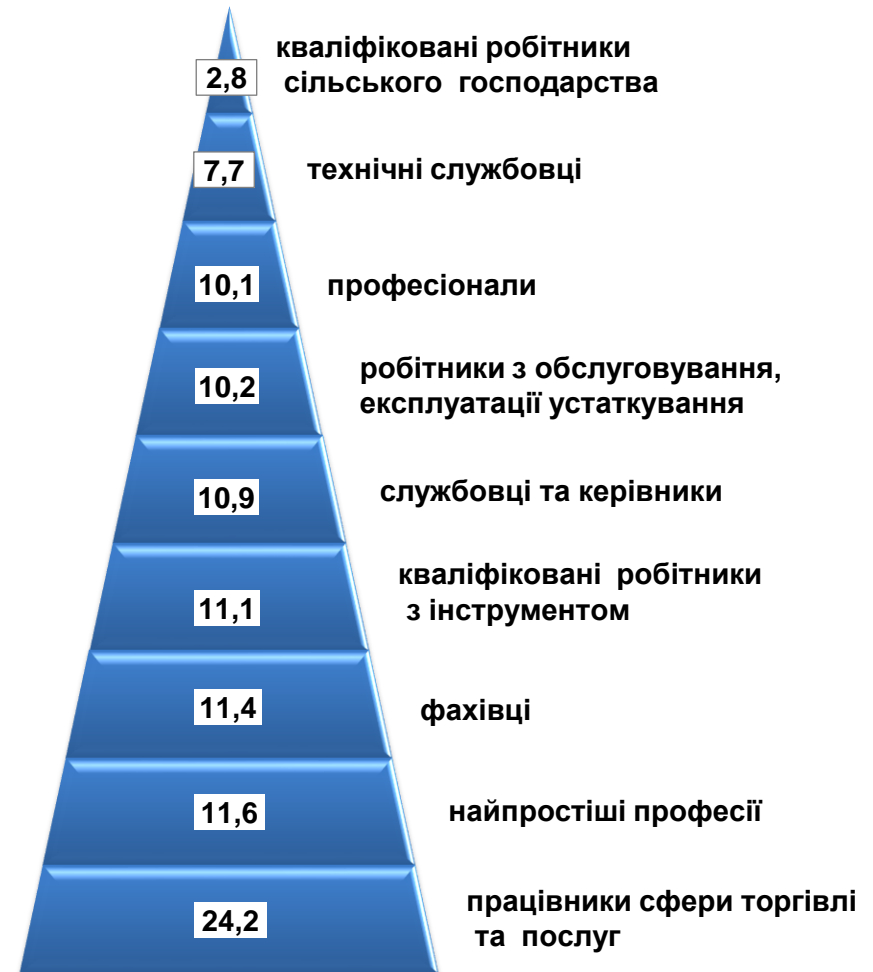 кваліфіковані робітники
2,8 сільського господарства
7,7 технічні службовці
10,1 професіонали
робітники з обслуговування,
10,2 експлуатації устаткування
10,9 службовці та керівники
кваліфіковані робітники
11,1 з інструментом
11,4 фахівці
11,6 найпростіші професії
працівники сфери торгівлі
24,2 та послуг